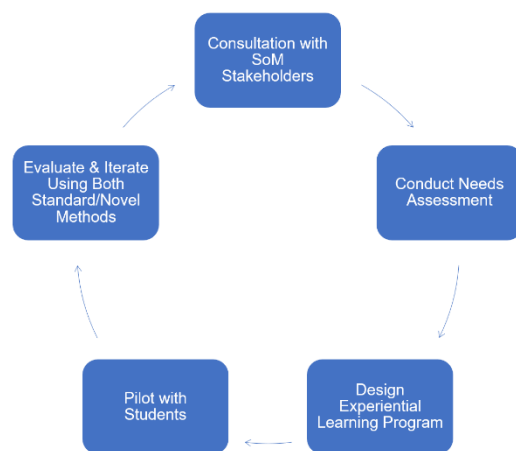 Consultation with
SoM
Stakeholders
Conduct Needs
Assessment
Design
Experiential
Learning Program
Pilot with
Students
Evaluate & Iterate
Using Both
Standard/Novel
Methods